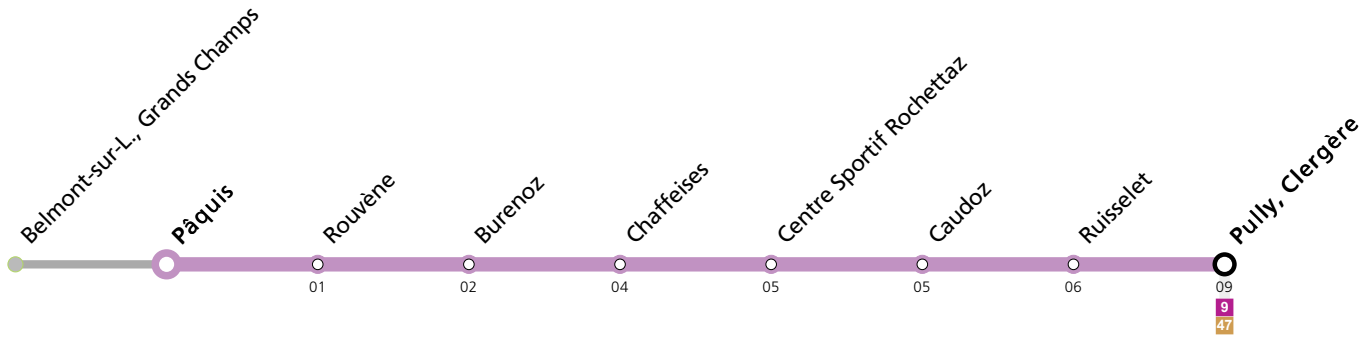 Belmont-sur-L., Grands Champs
Pâquis
Rouvène
Burenoz
Chaffeises
Centre Sportif Rochettaz
Caudoz
Ruisselet
Pully, Clergère
01
02
04
05
05
06
09
9
47